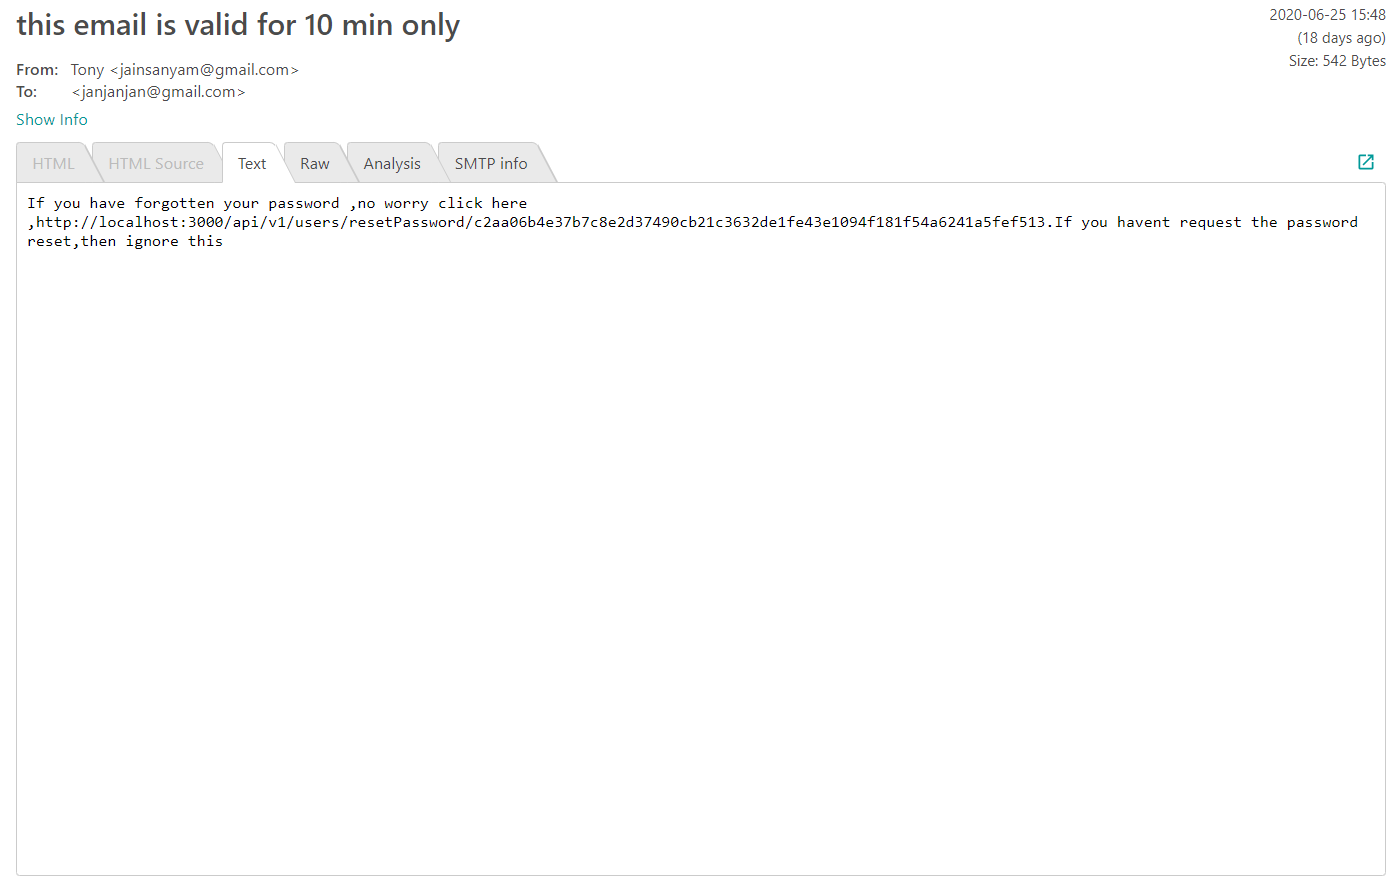 this email is valid for 10 min only
2020-06-25 15:48
(18 days ago)
Size: 542 Bytes
From: Tony <jainsanyam@gmail.com>
To: <janjanjan@gmail.com>
Show Info
HTML HTML Source Text Raw Analysis SMTP info
If you have forgotten your password ,no worry click here
,http://localhost:3000/api/v1/users/resetPassword/c2aa06b4e37b7c8e2d37490cb21c3632de1fe43e1094f181f54a6241a5fef513.If you havent request the password
reset,then ignore this